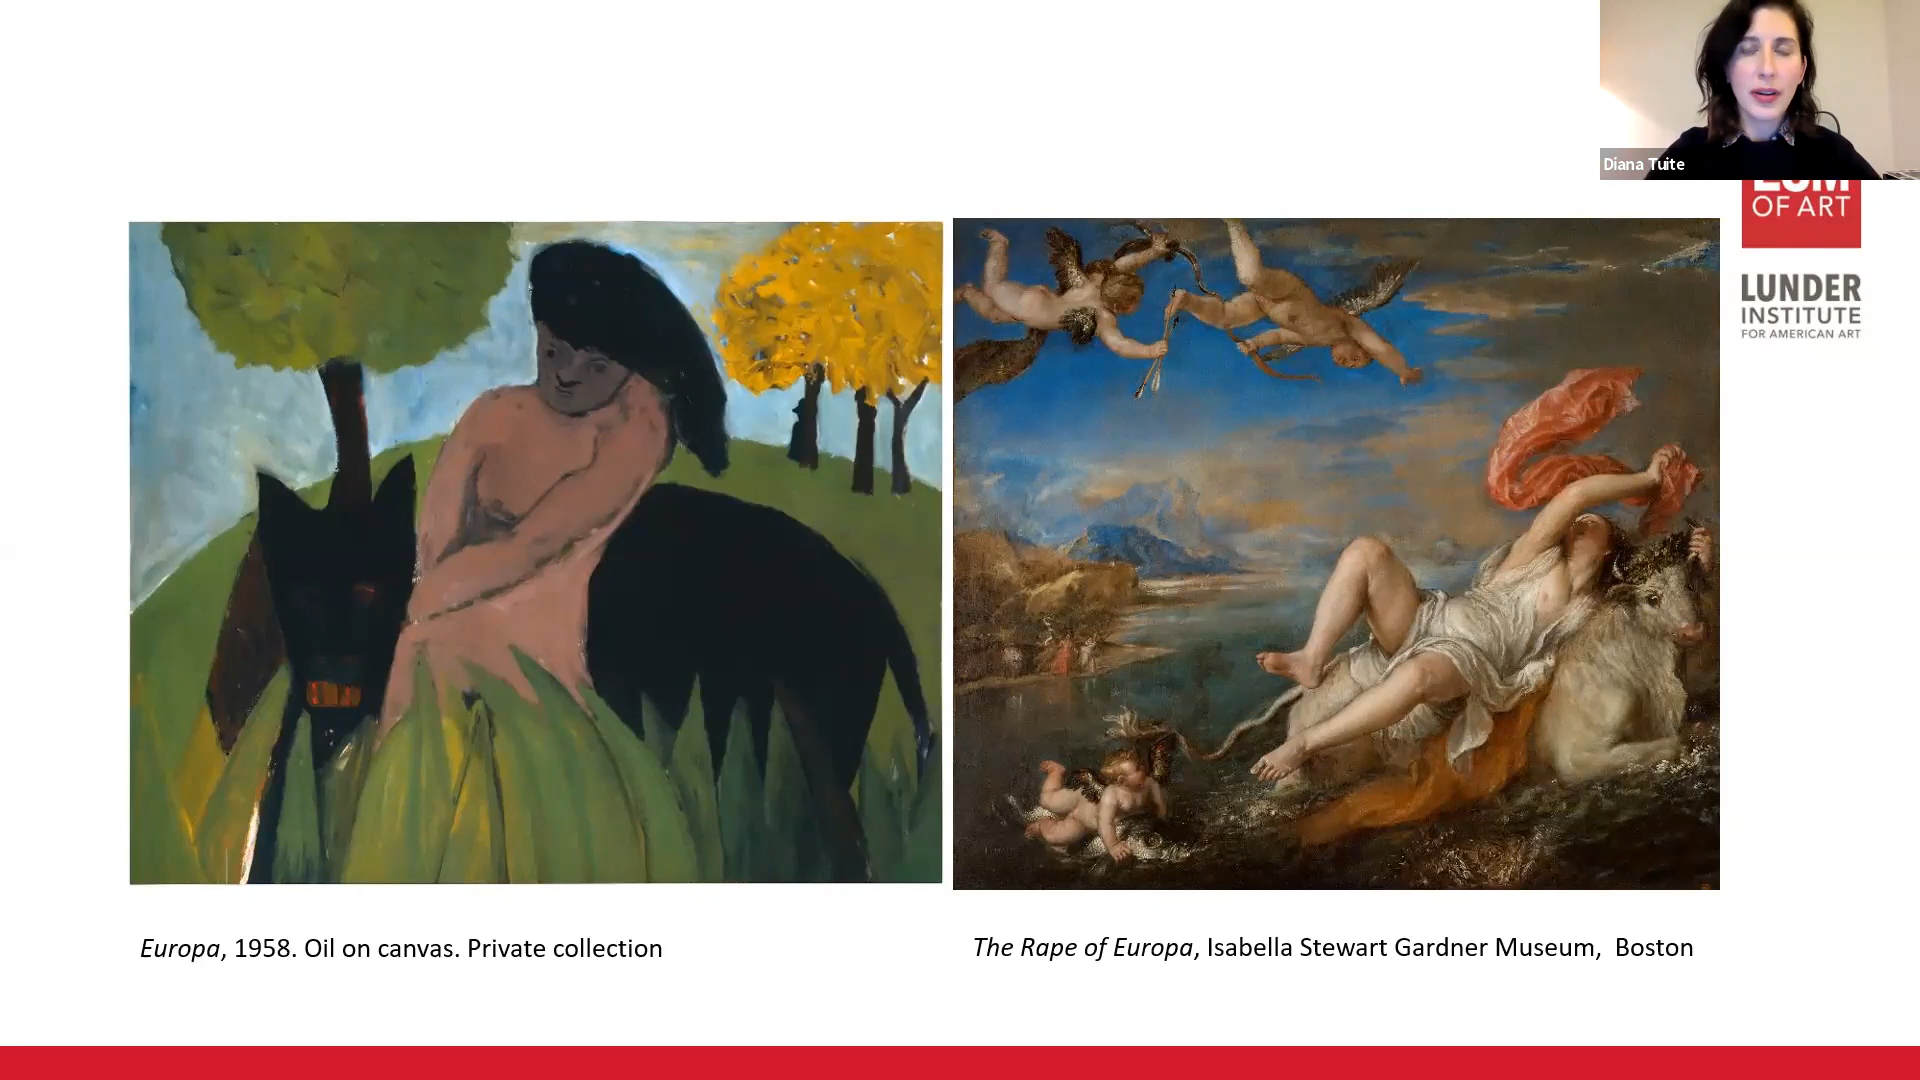 Diana Tuite
OF ART
LUNDER
INSTITUTE
FOR AMERICAN ART
Europa, 1958. Oil on canvas. Private collection
The Rape of Europa, Isabella Stewart Gardner Museum, Boston